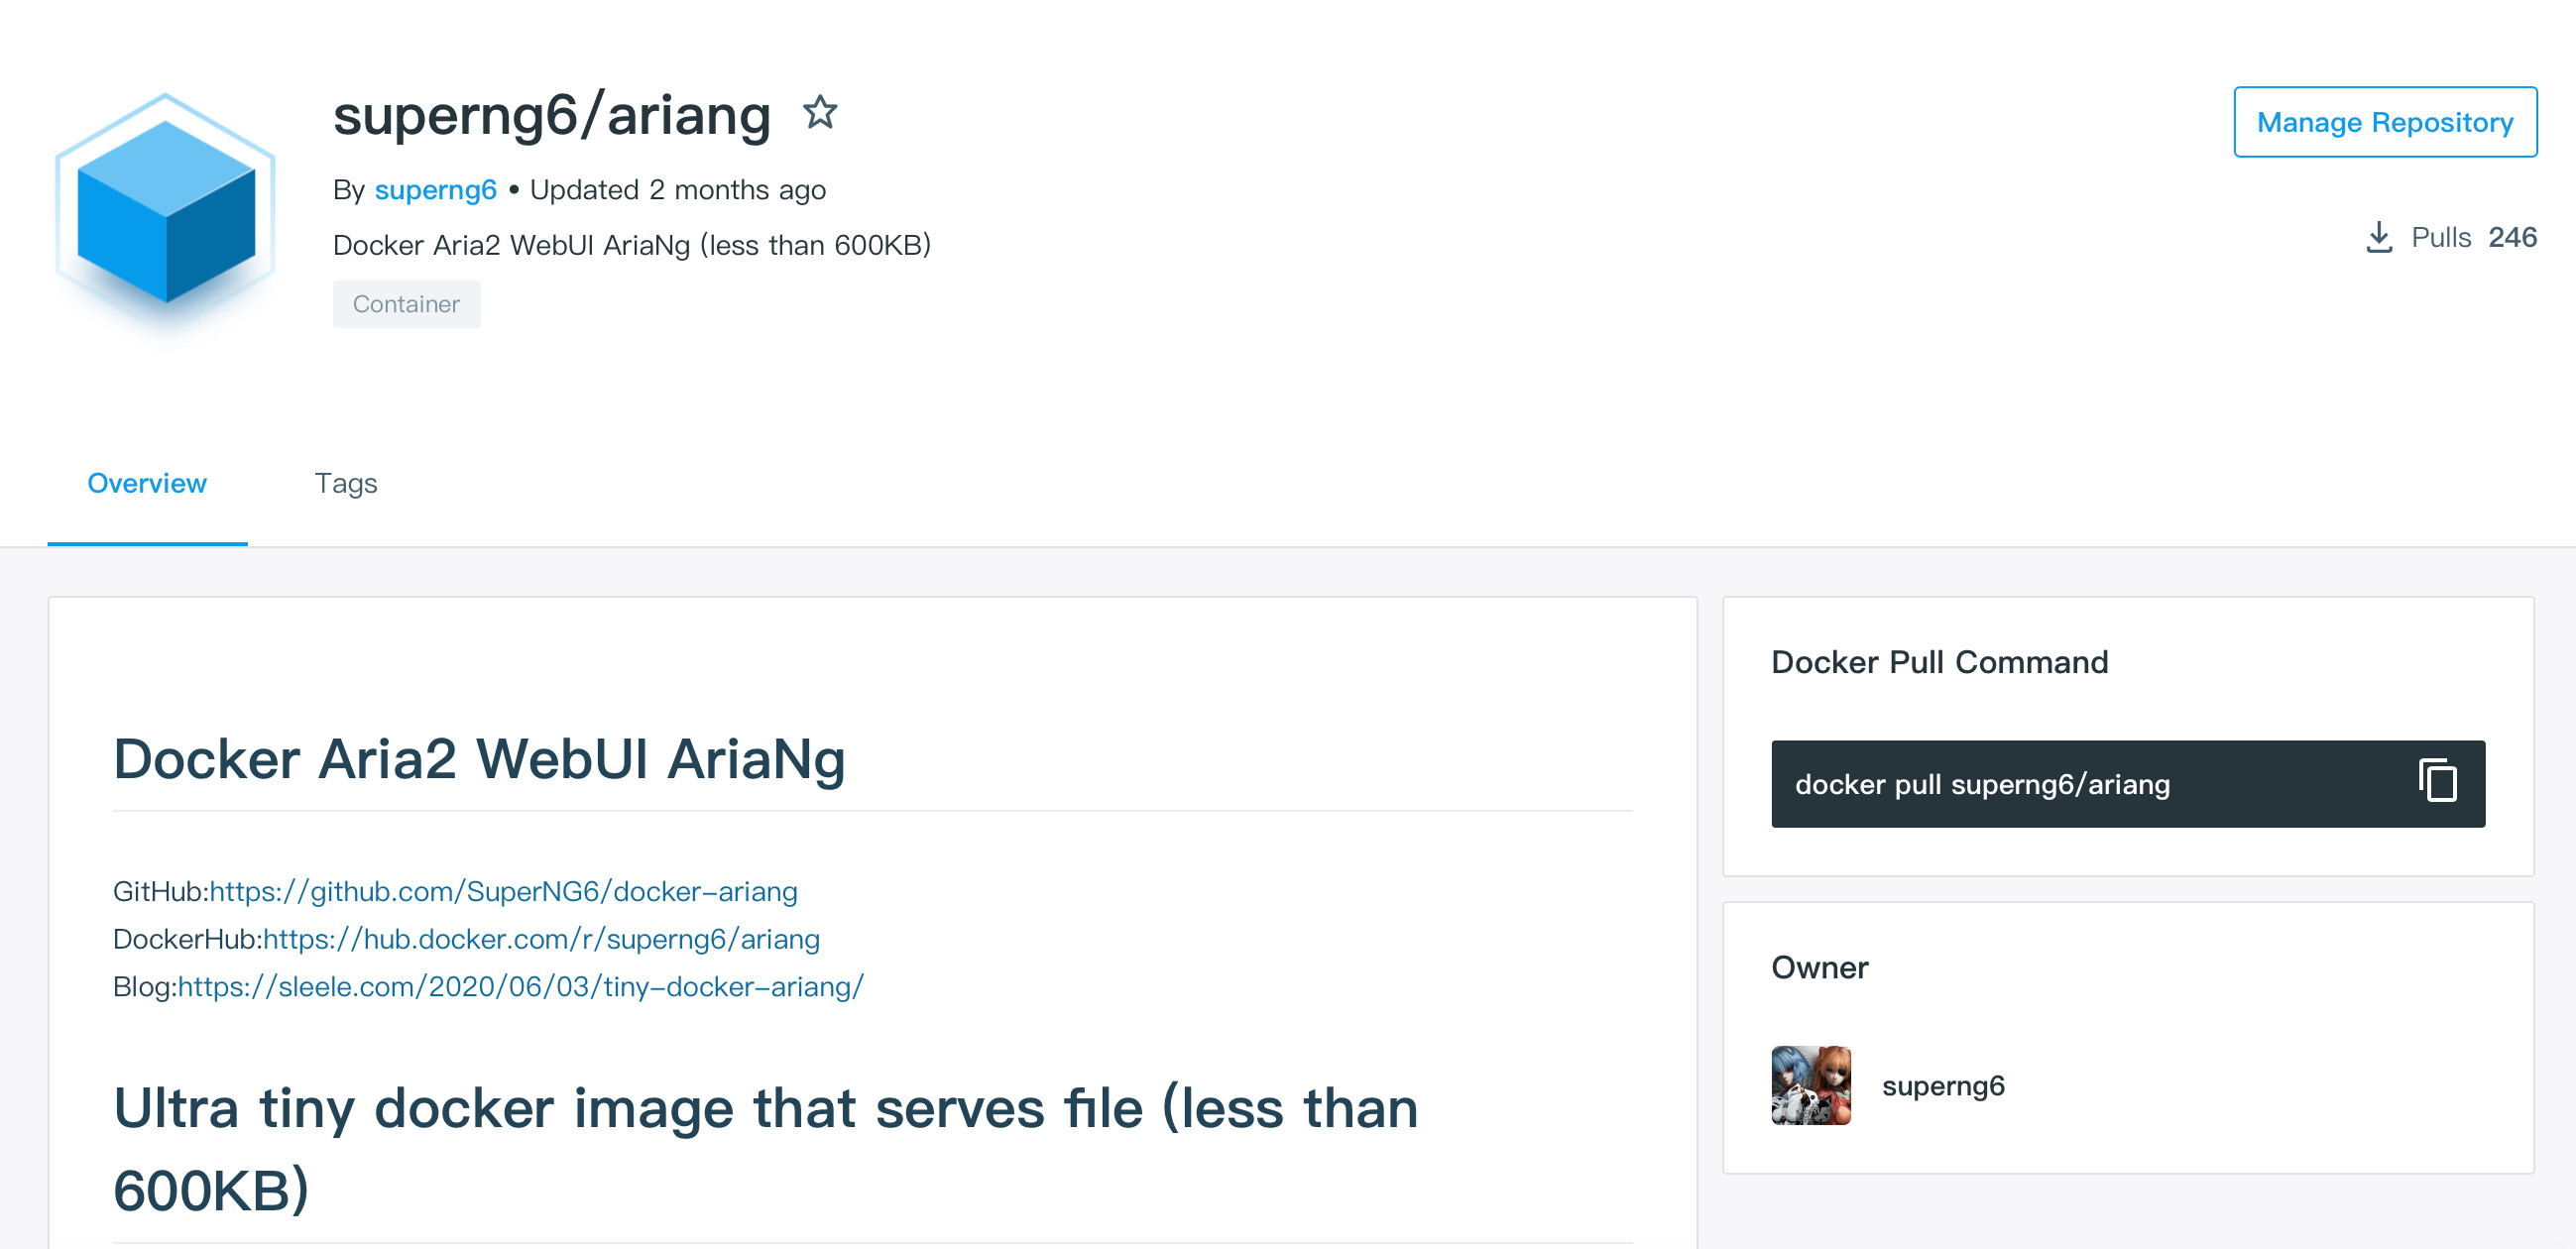 superng6/ariang
By superng6 • Updated 2 months ago
Docker Aria2 WebUI AriaNg (less than 600KB)
Container
Manage Repository
Pulls 246
Overview
Tags
Docker Aria2 WebUI AriaNg
GitHub:https://github.com/SuperNG6/docker-ariang
DockerHub:https://hub.docker.com/r/superng6/ariang
Blog:https://sleele.com/2020/06/03/tiny-docker-ariang/
Ultra tiny docker image that serves file (less than
600KB)
Docker Pull Command
docker pull superng6/ariang
Owner
superng6